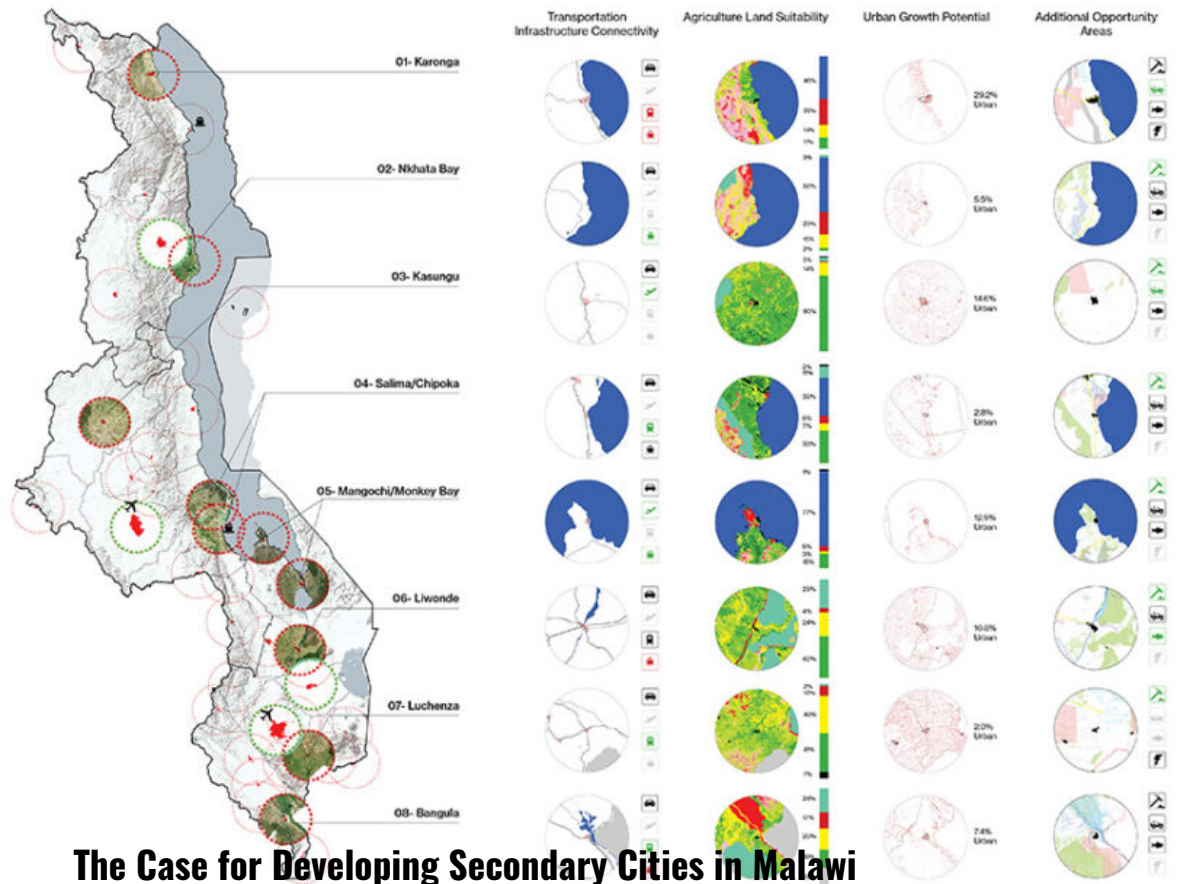 Transportation
Infrastructure Connectivity
Agriculture Land Suitability
Urban Growth Potential
Additional Opportunity
Areas
01- Karonga
29.2%
Urban
02- Nkhata Bay
5.5%
Urban
03- Kasungu
14.6%
Urban
80%
04- Salima/Chipoka
2.8%
Urban
05- Mangochi/Monkey Bay
77%
12.9%
Urban
06- Liwonde
Urban
07- Luchenza
2.0%
Urban
08- Bangula
7.4%
Urban
The Case for Developing Secondary Cities in Malawi